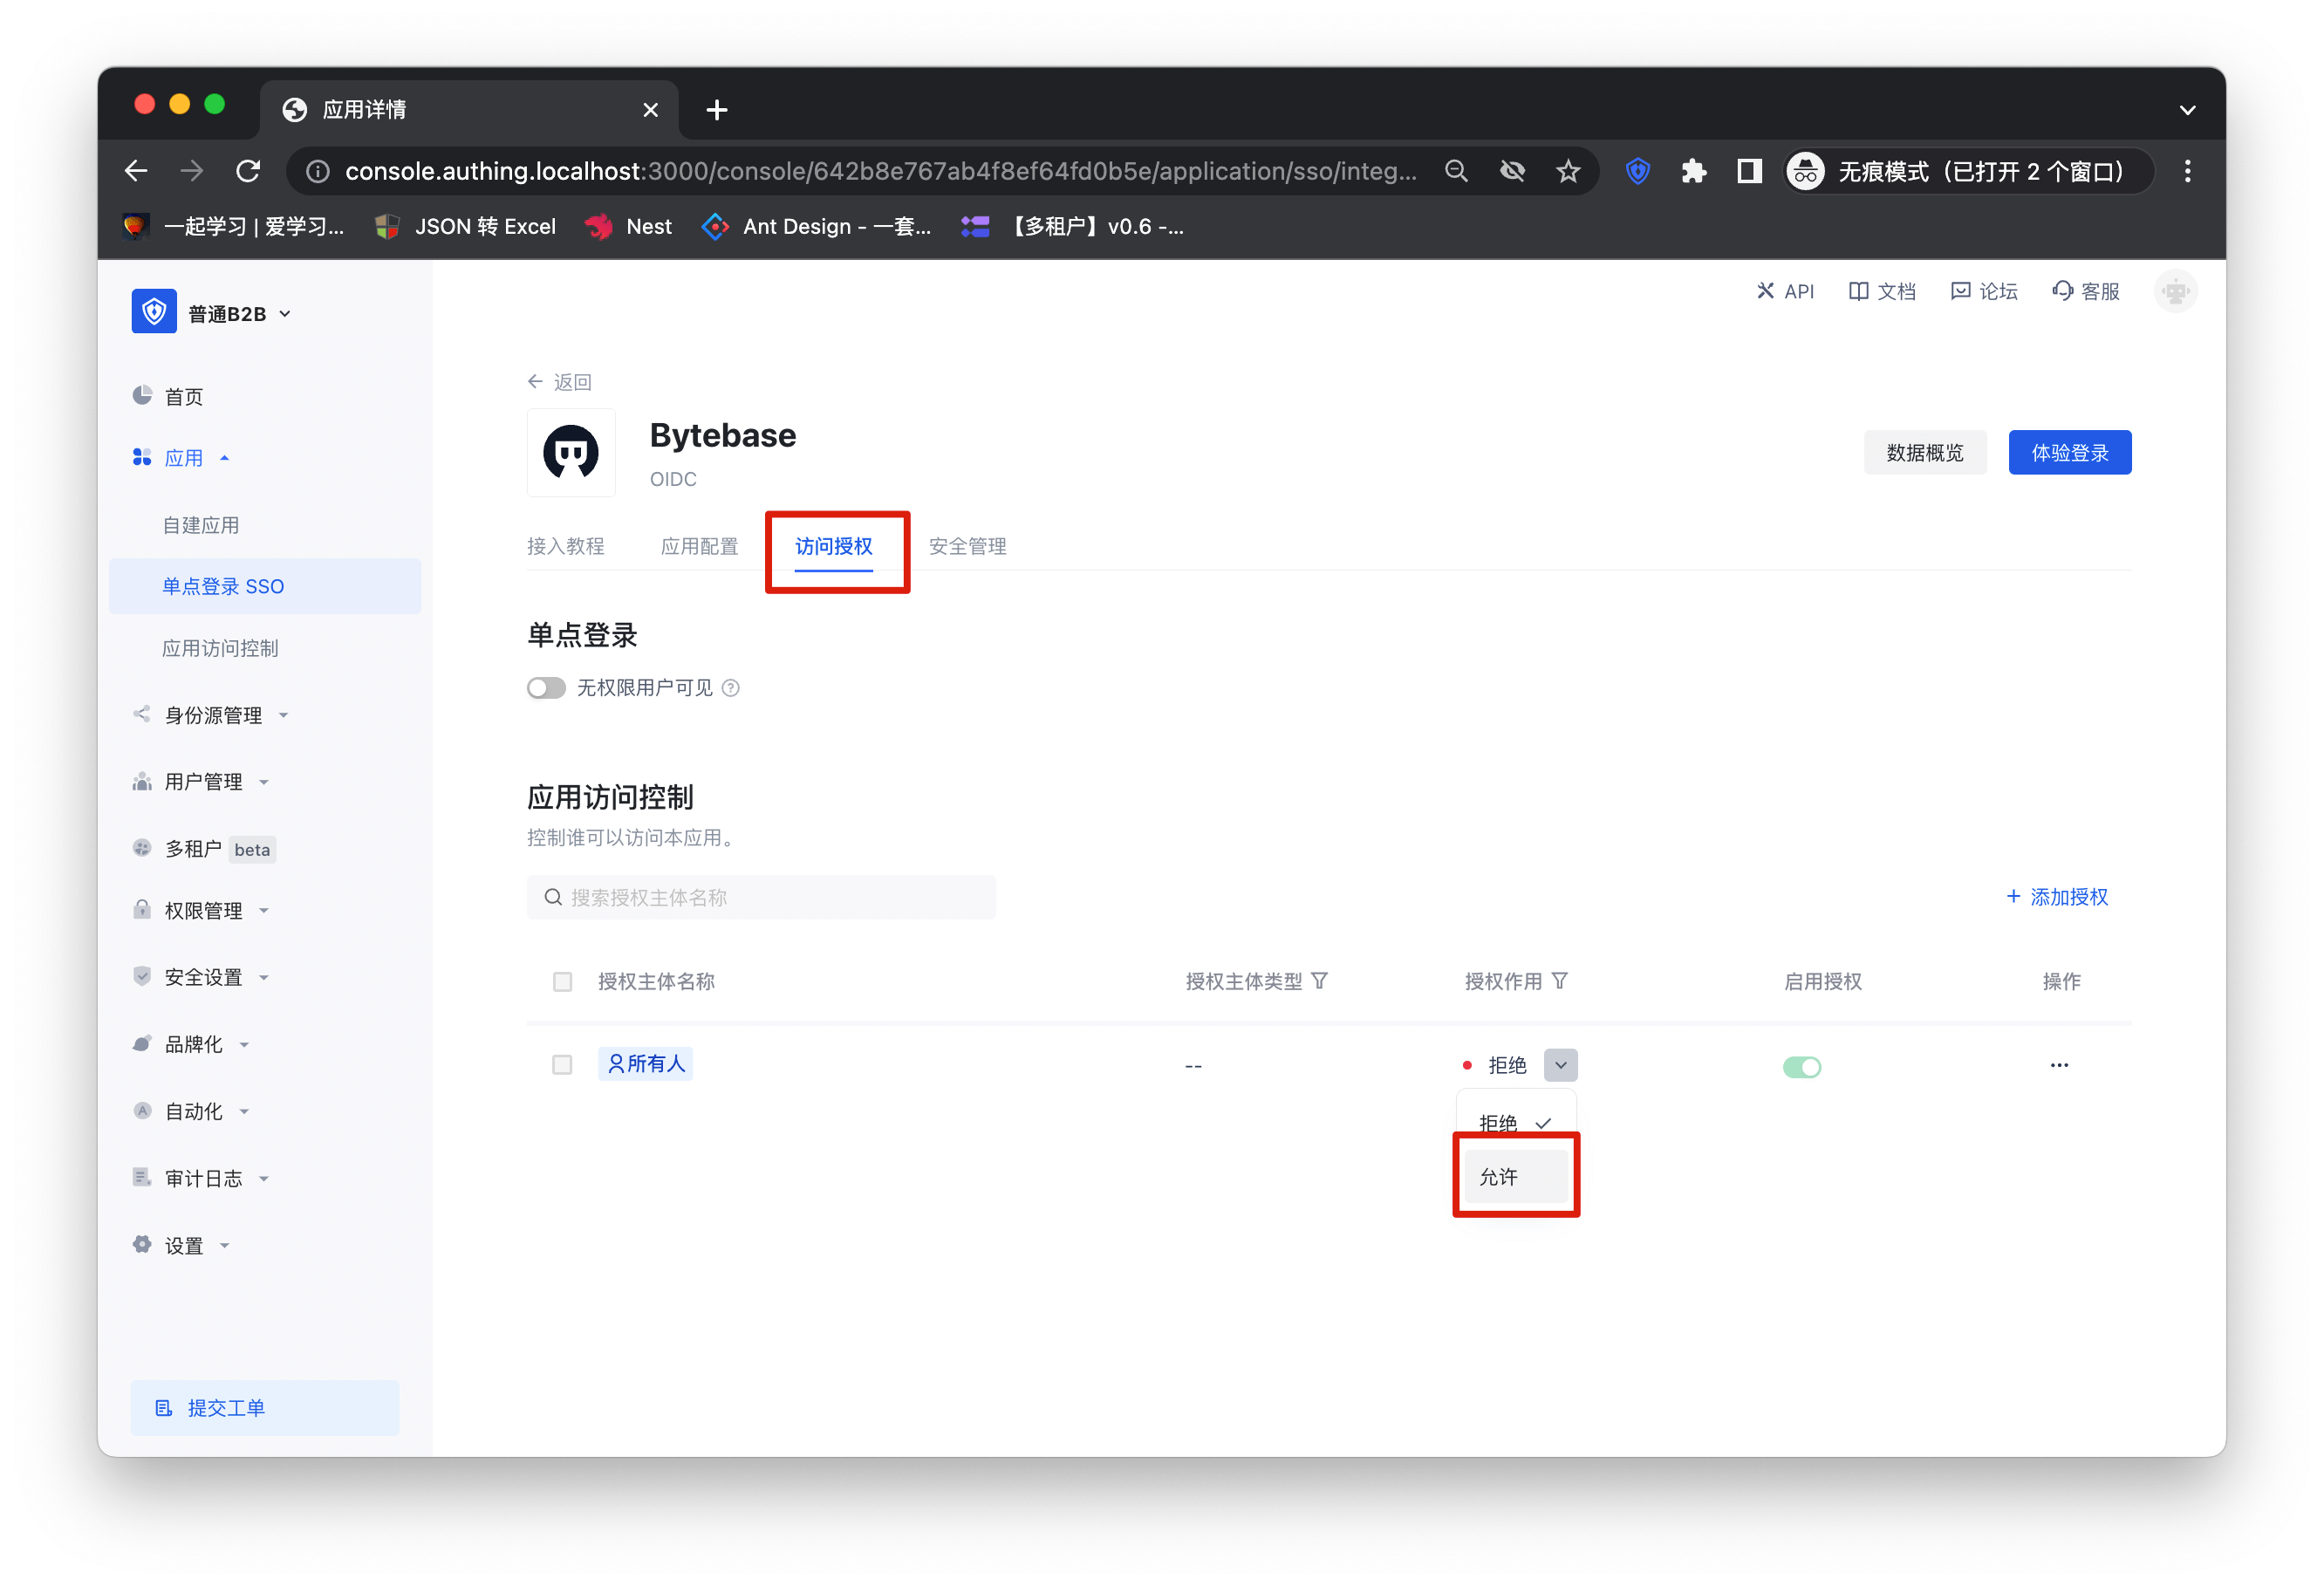 应用详情
console.authing.localhost:3000/console/642b8e767ab4f8ef64fd0b5e/application/sso/integ...
无痕模式（已打开 2 个窗口）
一起学习 | 爱学习... JSON 转 Excel Nest Ant Design - 一套... 【多租户】v0.6 -...
普通B2B
API 文档 论坛 客服
首页
应用
自建应用
单点登录 SSO
应用访问控制
身份源管理
用户管理
多租户 beta
权限管理
安全设置
品牌化
自动化
审计日志
设置
提交工单
返回
Bytebase
OIDC
数据概览 体验登录
接入教程 应用配置 访问授权 安全管理
单点登录
无权限用户可见
应用访问控制
控制谁可以访问本应用。
搜索授权主体名称
+ 添加授权
授权主体名称 授权主体类型 授权作用 启用授权 操作
所有人 -- 拒绝 ...
拒绝
允许